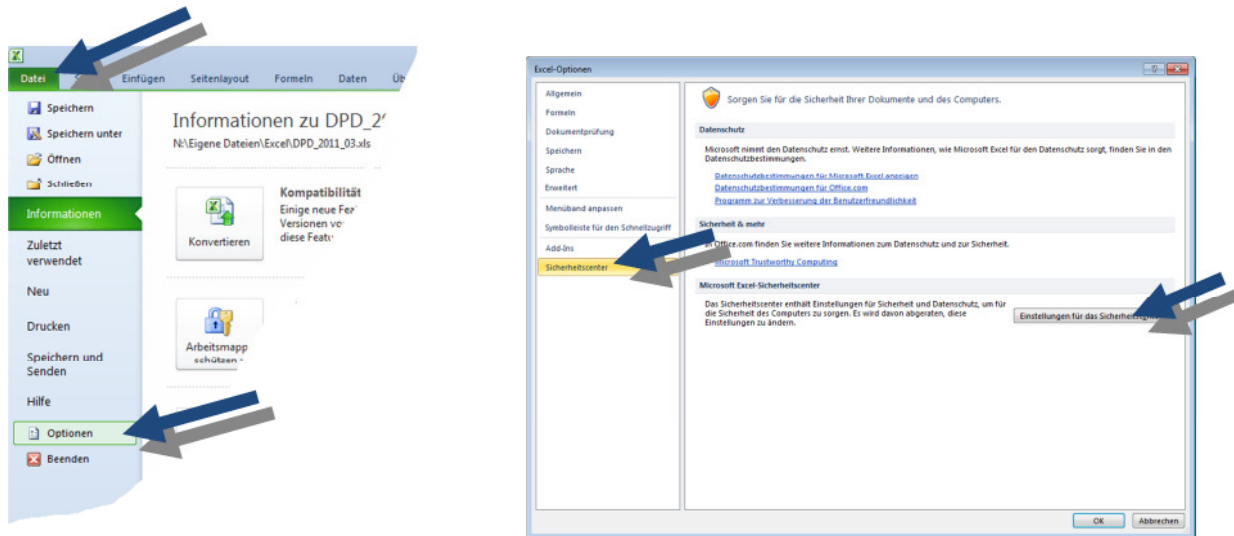 Datei
Einfügen
Seitenlayout
Formeln
Daten
Speichern
Speichern unter
Öffnen
Schließen
Informationen
Zuletzt
verwendet
Neu
Drucken
Speichern und
Senden
Hilfe
Optionen
Beenden
Informationen zu
N:\Eigene Dateien\Excel\DPD_2011_03.xls
Konvertieren
Kompatibilität
Einige neue
Versionen
diese
Arbeitsmapp
schützen
Excel-Optionen
Allgemein
Formeln
Dokumentprüfung
Speichern
Sprache
Erweitert
Menüband anpassen
Symbolleiste für den Schnellzugriff
Add-Ins
Sicherheitscenter
Sorgen Sie für die Sicherheit Ihrer Dokumente und des Computers.
Datenschutz
Microsoft nimmt den Datenschutz ernst. Weitere Informationen, wie Microsoft Excel für den Datenschutz sorgt, finden Sie in den
Datenschutzbestimmungen.
Datenschutzbestimmungen für Microsoft Excel anzeigen
Datenschutzbestimmungen für Office.com
Programm zur Verbesserung der Benutzerfreundlichkeit
Sicherheit & mehr
Office.com finden Sie weitere Informationen zum Datenschutz und zur Sicherheit.
Microsoft Trustworthy Computing
Microsoft Excel-Sicherheitscenter
Das Sicherheitscenter enthält Einstellungen für Sicherheit und Datenschutz, um für
die Sicherheit des Computers zu sorgen. Es wird davon abgeraten, diese
Einstellungen zu ändern.
Einstellungen für das
OK
Abbrechen